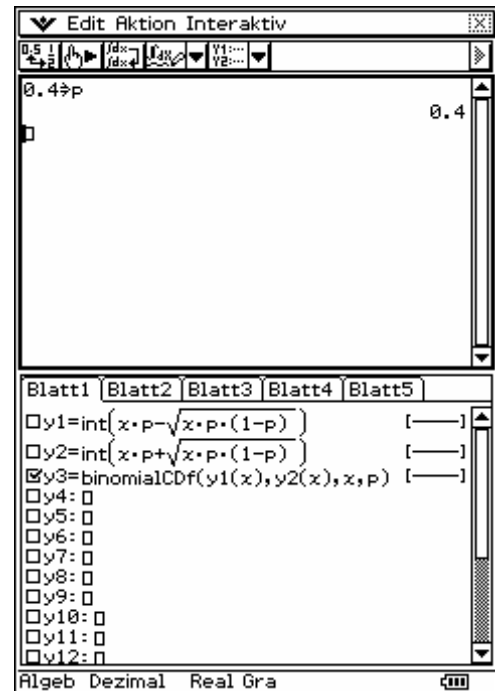 Edit Aktion Interaktiv
0.4⇒p
0.4
Blatt1 Blatt2 Blatt3 Blatt4 Blatt5
y1=int(x·p-√(x·p·(1-p)))
y2=int(x·p+√(x·p·(1-p)))
y3=binomialCDf(y1(x),y2(x),x,p)
y4:
y5:
y6:
y7:
y8:
y9:
y10:
y11:
y12:
Algeb Dezimal Real Gra